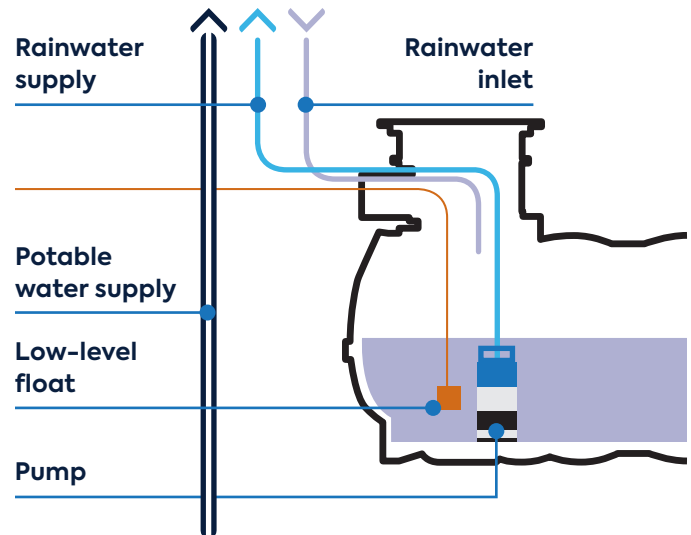 Rainwater
supply
Rainwater
inlet
Potable
water supply
Low-level
float
Pump